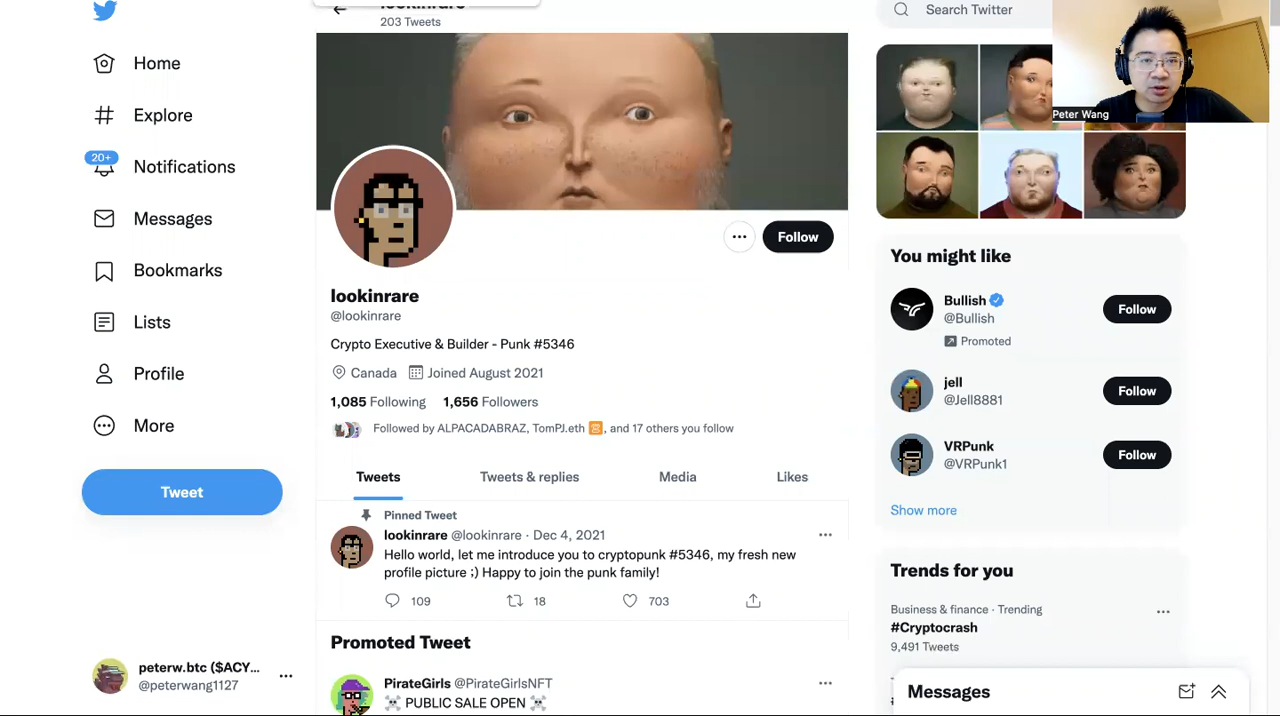 lookinrare
203 Tweets
Search Twitter
Peter Wang
Home
Explore
20+
Notifications
Messages
Bookmarks
Lists
Profile
More
Tweet
peterw.btc ($ACY...
@peterwang1127
Follow
lookinrare
@lookinrare
Crypto Executive & Builder - Punk #5346
Canada Joined August 2021
1,085 Following 1,656 Followers
Followed by ALPACADABRAZ, TomPJ.eth, and 17 others you follow
Tweets Tweets & replies Media Likes
Pinned Tweet
lookinrare @lookinrare · Dec 4, 2021
Hello world, let me introduce you to cryptopunk #5346, my fresh new
profile picture ;) Happy to join the punk family!
109 18 703
Promoted Tweet
PirateGirls @PirateGirlsNFT
☠️ PUBLIC SALE OPEN ☠️
You might like
Bullish
@Bullish
Promoted
Follow
jell
@Jell8881
Follow
VRPunk
@VRPunk1
Follow
Show more
Trends for you
Business & finance · Trending
#Cryptocrash
9,491 Tweets
Messages